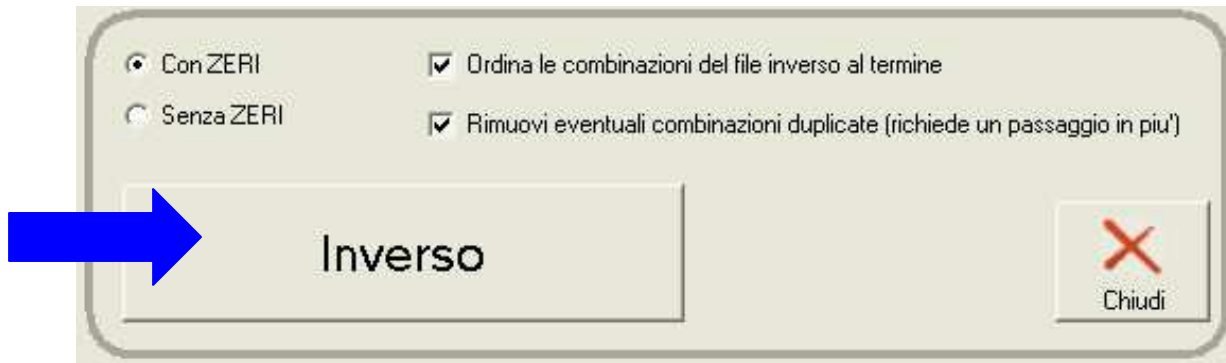 Con ZERI
Ordina le combinazioni del file inverso al termine
Senza ZERI
Rimuovi eventuali combinazioni duplicate (richiede un passaggio in piu')
Inverso
Chiudi